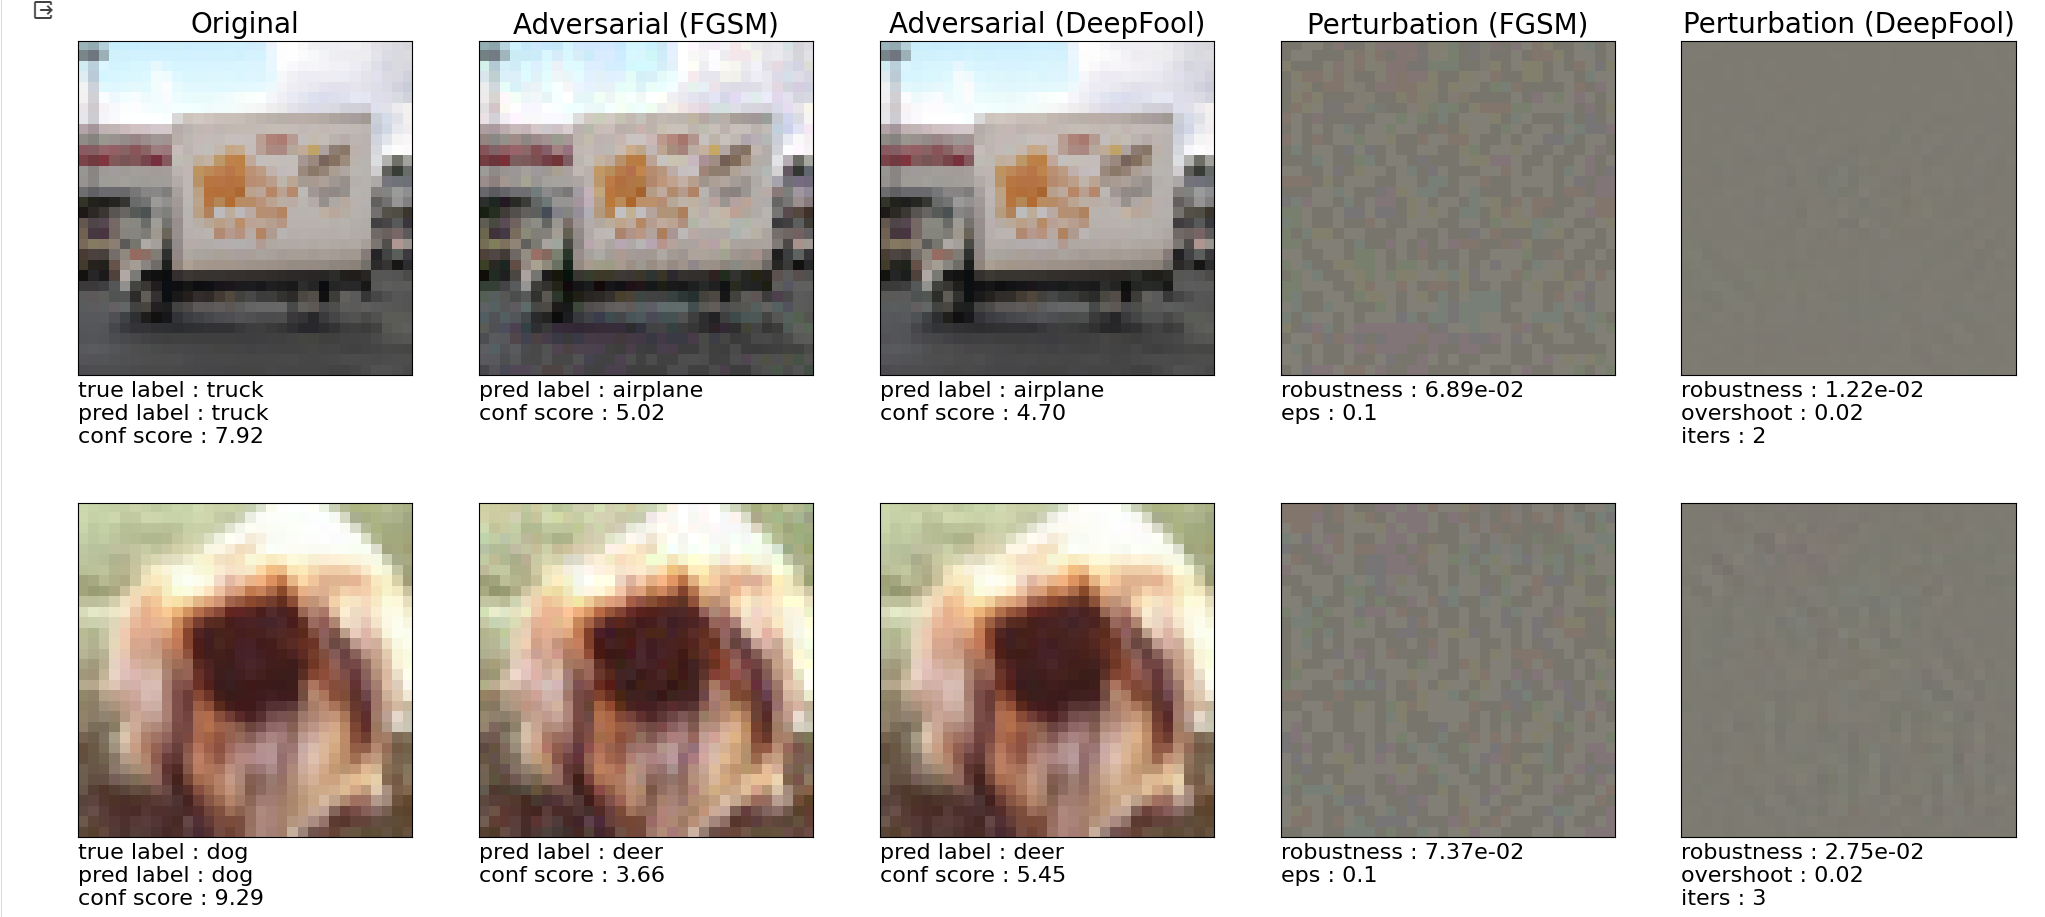 Original
Adversarial (FGSM)
Adversarial (DeepFool)
Perturbation (FGSM)
Perturbation (DeepFool)
true label : truck
pred label : truck
conf score : 7.92
pred label : airplane
conf score : 5.02
pred label : airplane
conf score : 4.70
robustness : 6.89e-02
eps : 0.1
robustness : 1.22e-02
overshoot : 0.02
iters : 2
true label : dog
pred label : dog
conf score : 9.29
pred label : deer
conf score : 3.66
pred label : deer
conf score : 5.45
robustness : 7.37e-02
eps : 0.1
robustness : 2.75e-02
overshoot : 0.02
iters : 3